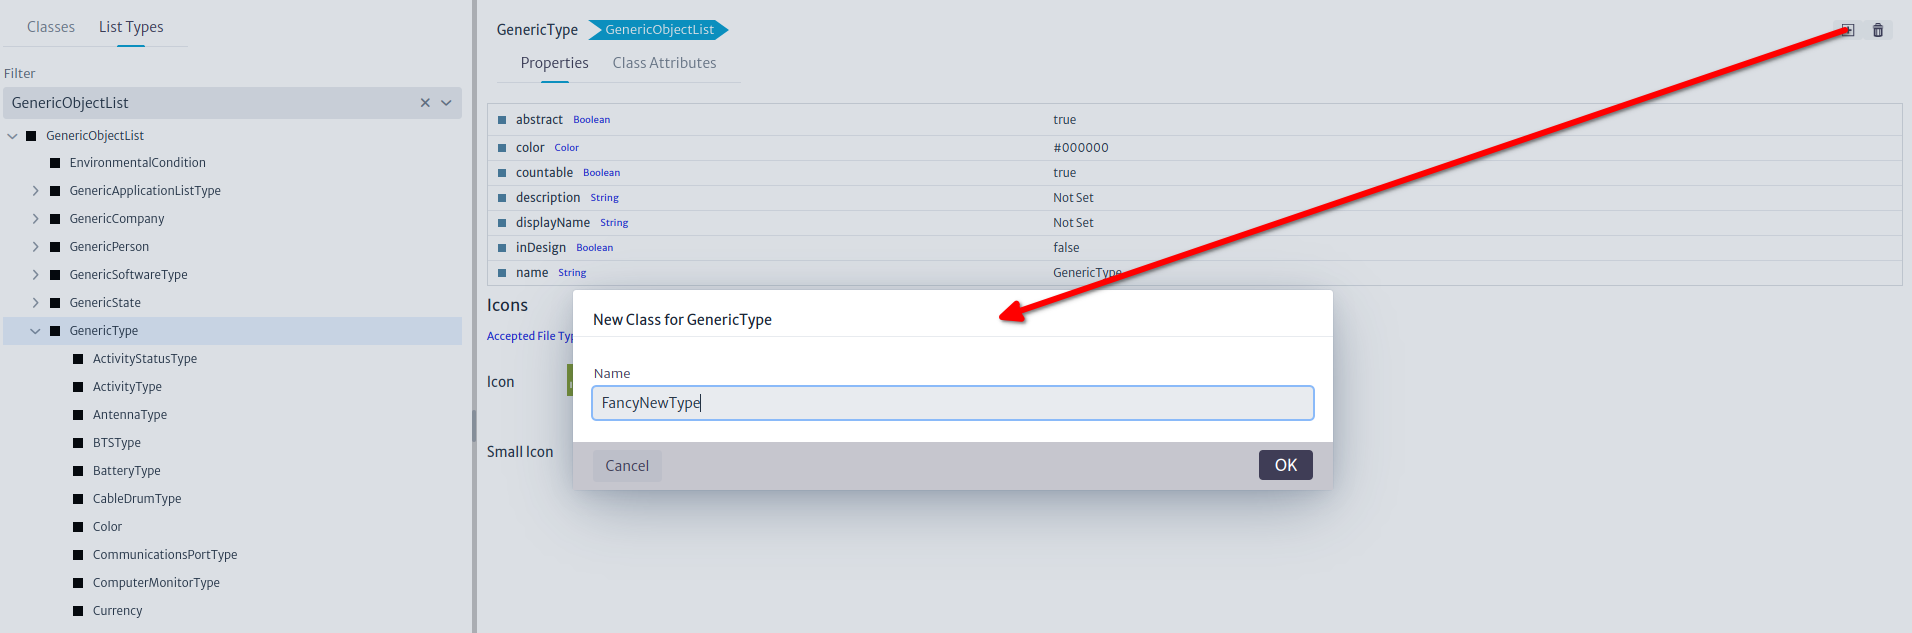 Classes List Types
Filter
GenericObjectList
GenericObjectList
EnvironmentalCondition
GenericApplicationListType
GenericCompany
GenericPerson
GenericSoftwareType
GenericState
GenericType
ActivityStatusType
ActivityType
AntennaType
BTSType
BatteryType
CableDrumType
Color
CommunicationsPortType
ComputerMonitorType
Currency
GenericType GenericObjectList
Properties Class Attributes
abstract Boolean true
color Color #000000
countable Boolean true
description String Not Set
displayName String Not Set
inDesign Boolean false
name String GenericType
Icons
Accepted File Typ
Icon
Small Icon
New Class for GenericType
Name
FancyNewType
Cancel OK